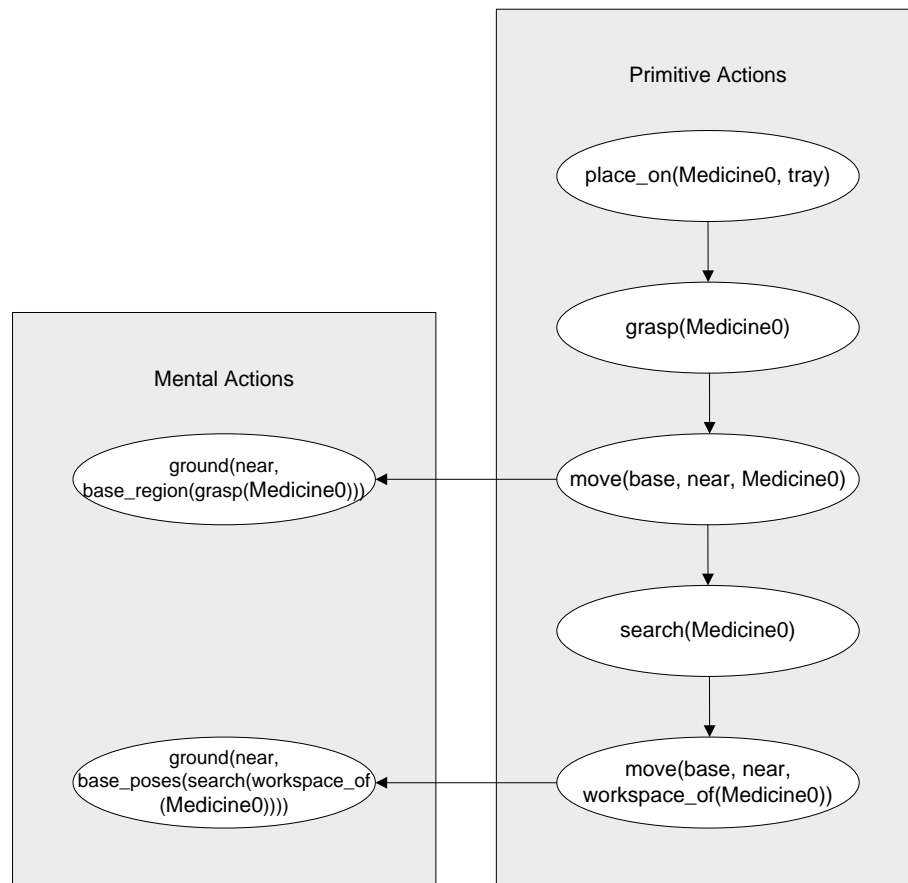 Primitive Actions
place_on(Medicine0, tray)
grasp(Medicine0)
Mental Actions
ground(near,
base_region(grasp(Medicine0)))
move(base, near, Medicine0)
search(Medicine0)
ground(near,
base_poses(search(workspace_of
(Medicine0))))
move(base, near,
workspace_of(Medicine0))